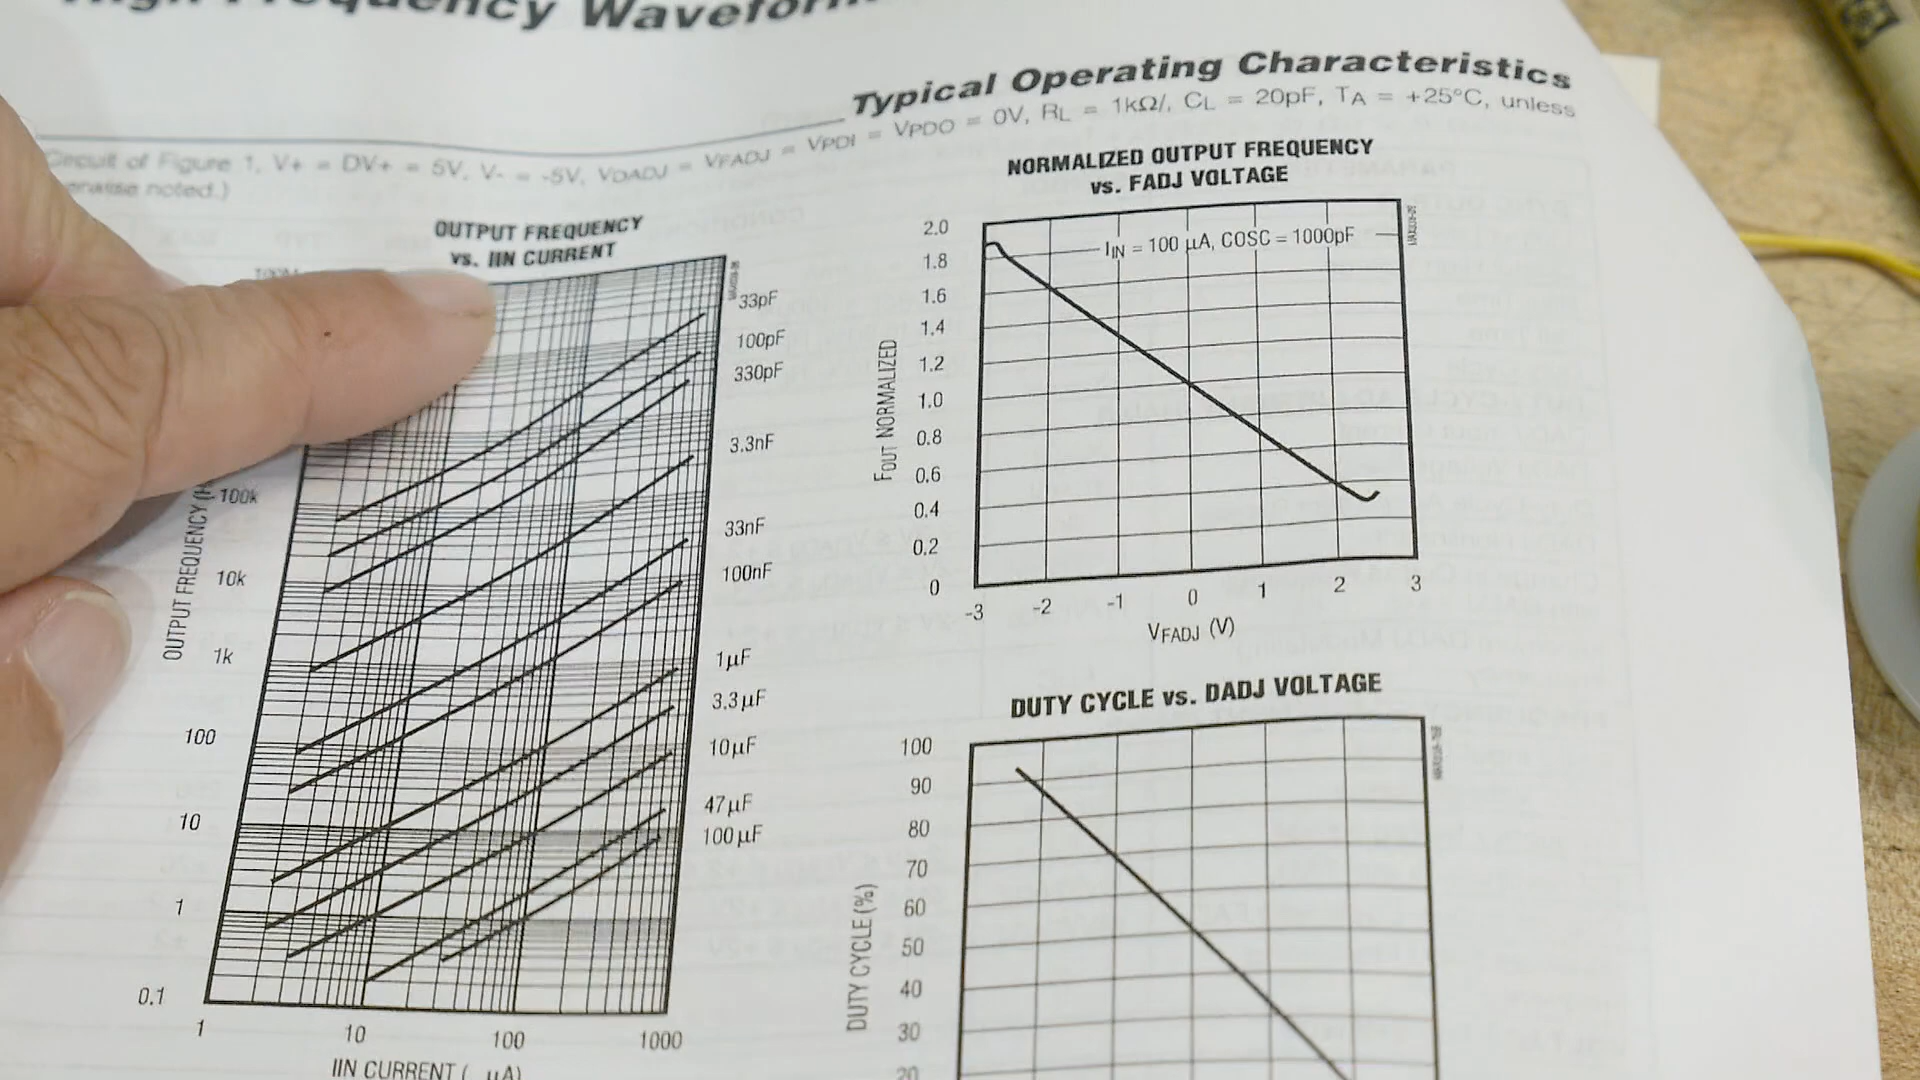 High Frequency Waveform
Typical Operating Characteristics
Circuit of Figure 1, V+ = DV+ = 5V, V- = -5V, VDADJ = VFADJ = VPDI = VPDO = 0V, RL = 1kΩ/, CL = 20pF, TA = +25°C, unless
noted.)
OUTPUT FREQUENCY
vs. IIN CURRENT
33pF
100pF
330pF
3.3nF
33nF
100nF
1µF
3.3µF
10µF
47µF
100µF
OUTPUT FREQUENCY
100k
10k
1k
100
10
1
0.1
1 10 100 1000
IIN CURRENT ( µA)
NORMALIZED OUTPUT FREQUENCY
vs. FADJ VOLTAGE
IIN = 100 µA, COSC = 1000pF
FOUT NORMALIZED
2.0
1.8
1.6
1.4
1.2
1.0
0.8
0.6
0.4
0.2
0
-3 -2 -1 0 1 2 3
VFADJ (V)
DUTY CYCLE vs. DADJ VOLTAGE
DUTY CYCLE (%)
100
90
80
70
60
50
40
30
20